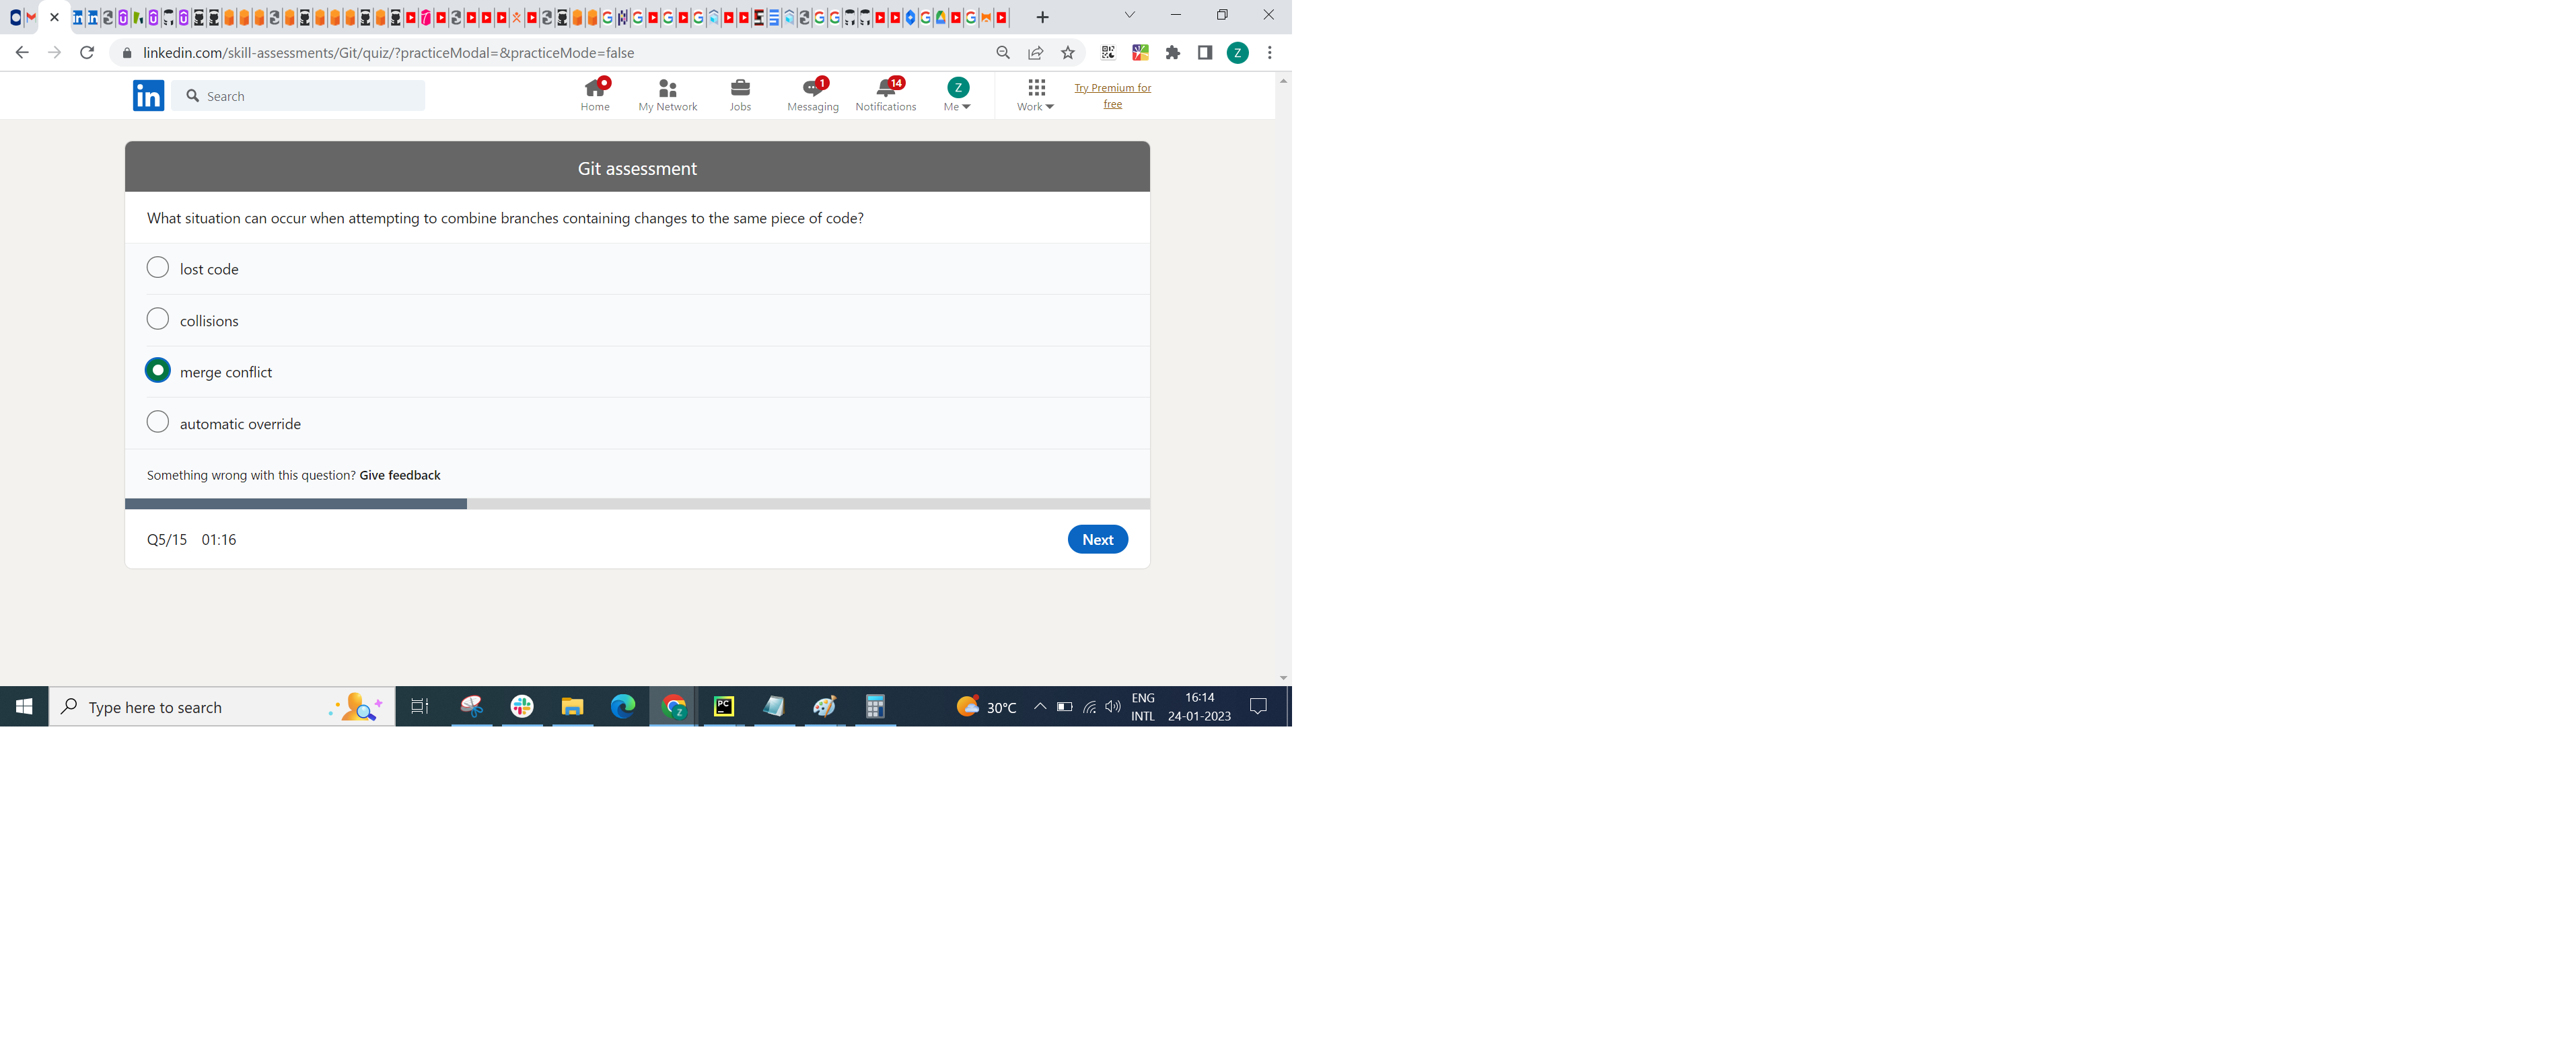 linkedin.com/skill-assessments/Git/quiz/?practiceModal=&practiceMode=false
Z
in
Search
Home
My Network
Jobs
1
Messaging
14
Notifications
Z
Me
Work
Try Premium for
free
Git assessment
What situation can occur when attempting to combine branches containing changes to the same piece of code?
lost code
collisions
merge conflict
automatic override
Something wrong with this question? Give feedback
Q5/15 01:16
Next
Type here to search
PC
30°C
ENG
INTL
16:14
24-01-2023